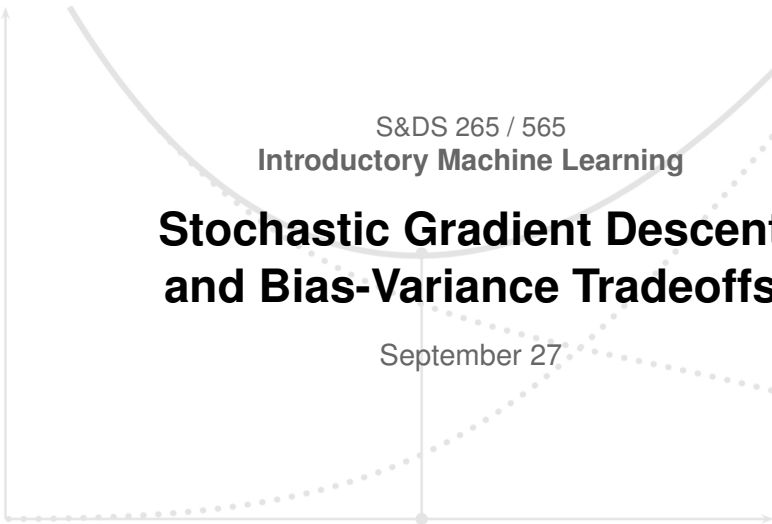 S&DS 265 / 565
Introductory Machine Learning
Stochastic Gradient Descent
and Bias-Variance Tradeoffs
September 27